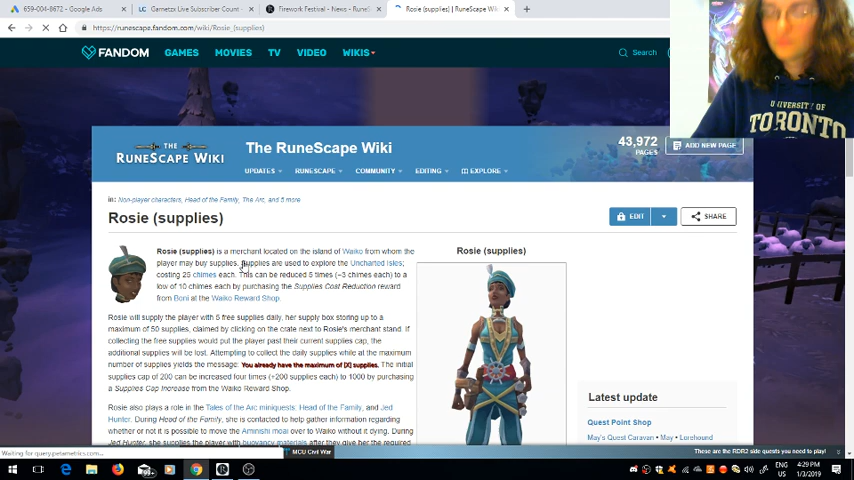 659-004-8672 - Google Ads
Gametzx Live Subscriber Count -
Firework Festival - News - RuneS
Rosie (supplies) | RuneScape Wiki
https://runescape.fandom.com/wiki/Rosie_(supplies)
FANDOM GAMES MOVIES TV VIDEO WIKIS
Search
UNIVERSITY OF
TORONTO
THE
RUNESCAPE WIKI
The RuneScape Wiki
43,972
PAGES
ADD NEW PAGE
UPDATES RUNESCAPE COMMUNITY EDITING EXPLORE
in: Non-player characters, Head of the Family, The Arc, and 5 more
Rosie (supplies)
EDIT
SHARE
Rosie (supplies) is a merchant located on the island of Waiko from whom the
player may buy supplies. Supplies are used to explore the Uncharted Isles;
costing 25 chimes each. This can be reduced 5 times (−3 chimes each) to a
low of 10 chimes each by purchasing the Supplies Cost Reduction reward
from Boni at the Waiko Reward Shop.
Rosie (supplies)
Rosie will supply the player with 5 free supplies daily, her supply box storing up to a
maximum of 50 supplies, claimed by clicking on the crate next to Rosie's merchant stand. If
collecting the free supplies would put the player past their current supplies cap, the
additional supplies will be lost. Attempting to collect the daily supplies while at the maximum
number of supplies yields the message: You already have the maximum of [X] supplies. The initial
supplies cap of 200 can be increased four times (+200 supplies each) to 1000 by purchasing
a Supplies Cap Increase from the Waiko Reward Shop.
Rosie also plays a role in the Tales of the Arc miniquests: Head of the Family, and Jed
Hunter. During Head of the Family, she is contacted to help gather information regarding
whether or not it is possible to move the Aminishi moai over to Waiko without it dying. During
Jed Hunter, she supplies the player with buoyancy materials after they give her the required
Latest update
Quest Point Shop
May's Quest Caravan • May • Lorehound
Waiting for query.petametrics.com...
MCU Civil War
These are the RDR2 side quests you need to play!
99+
ENG
US
4:29 PM
1/3/2019